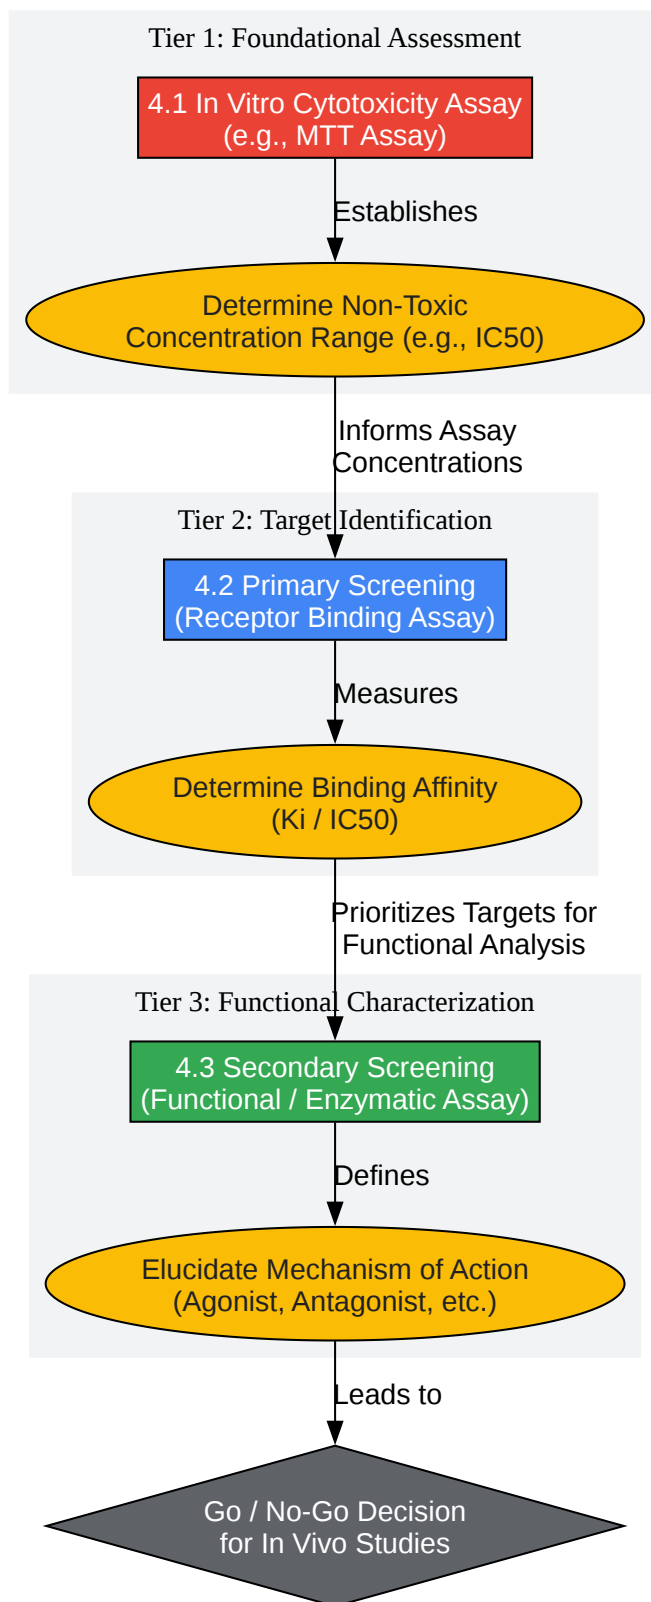 Tier 1: Foundational Assessment
4.1 In Vitro Cytotoxicity Assay
(e.g., MTT Assay)
Establishes
Determine Non-Toxic
Concentration Range (e.g., IC50)
Informs Assay
Concentrations
Tier 2: Target Identification
4.2 Primary Screening
(Receptor Binding Assay)
Measures
Determine Binding Affinity
(Ki / IC50)
Prioritizes Targets for
Functional Analysis
Tier 3: Functional Characterization
4.3 Secondary Screening
(Functional / Enzymatic Assay)
Defines
Elucidate Mechanism of Action
(Agonist, Antagonist, etc.)
Leads to
Go / No-Go Decision
for In Vivo Studies